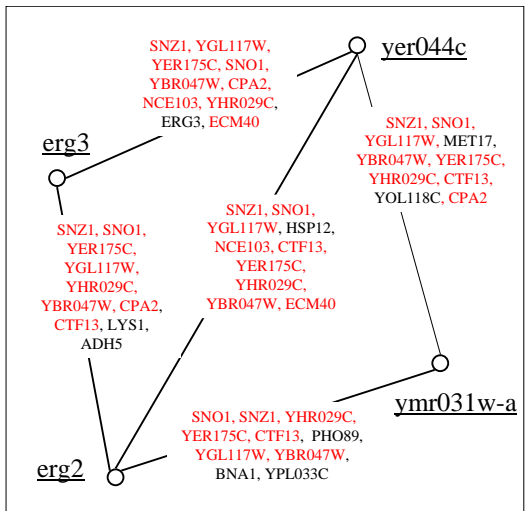 SNZ1, YGL117W,
YER175C, SNO1,
YBR047W, CPA2,
NCE103, YHR029C,
ERG3, ECM40
yer044c
erg3
SNZ1, SNO1,
YGL117W, MET17,
YBR047W, YER175C,
YHR029C, CTF13,
YOL118C, CPA2
SNZ1, SNO1,
YER175C,
YGL117W,
YHR029C,
YBR047W, CPA2,
CTF13, LYS1,
ADH5
SNZ1, SNO1,
YGL117W, HSP12,
NCE103, CTF13,
YER175C,
YHR029C,
YBR047W, ECM40
ymr031w-a
SNO1, SNZ1, YHR029C,
YER175C, CTF13, PHO89,
YGL117W, YBR047W,
BNA1, YPL033C
erg2